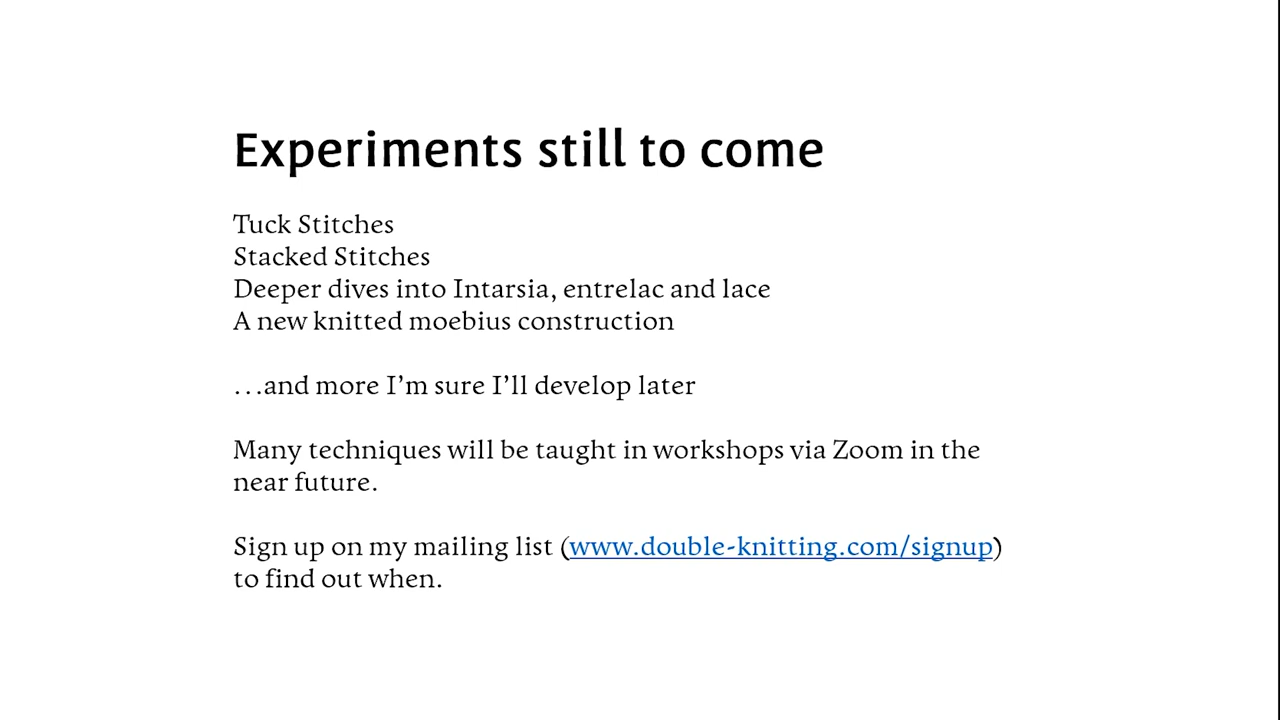 Experiments still to come
Tuck Stitches
Stacked Stitches
Deeper dives into Intarsia, entrelac and lace
A new knitted moebius construction
…and more I’m sure I’ll develop later
Many techniques will be taught in workshops via Zoom in the
near future.
Sign up on my mailing list (www.double-knitting.com/signup)
to find out when.